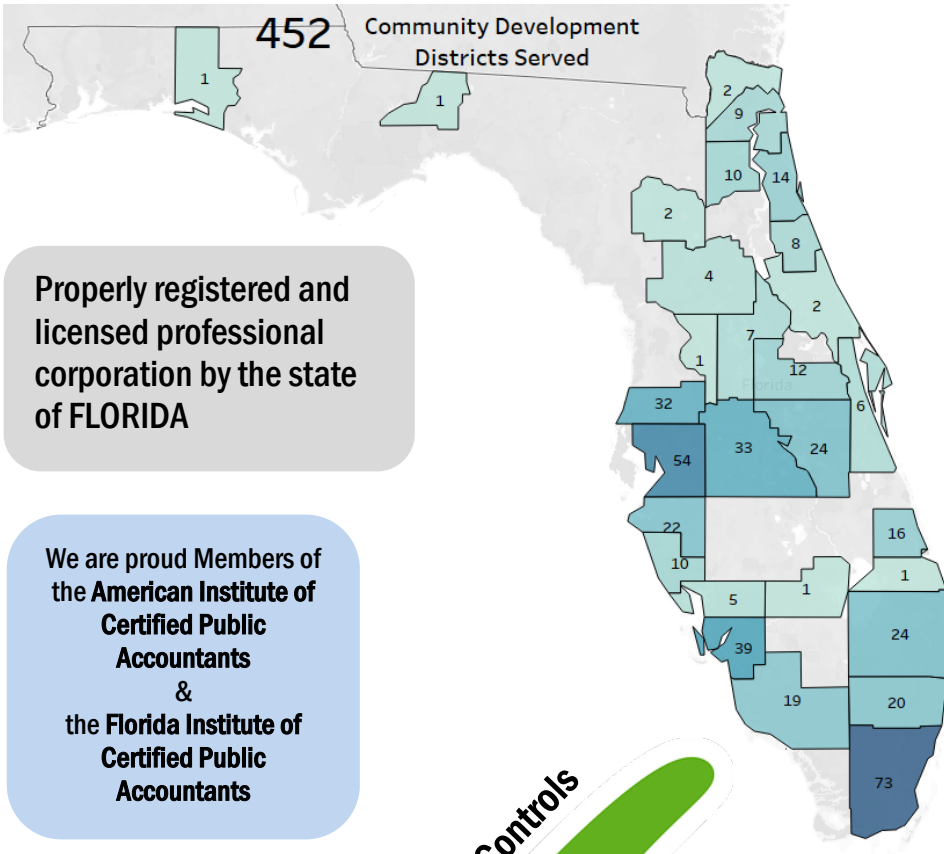 452
Community Development
Districts Served
1
1
2
9
10
14
2
8
4
2
7
1
12
Florida
32
6
33
24
54
22
16
10
1
1
5
24
39
19
20
73
Properly registered and
licensed professional
corporation by the state
of FLORIDA
We are proud Members of
the American Institute of
Certified Public
Accountants
&
the Florida Institute of
Certified Public
Accountants
Controls